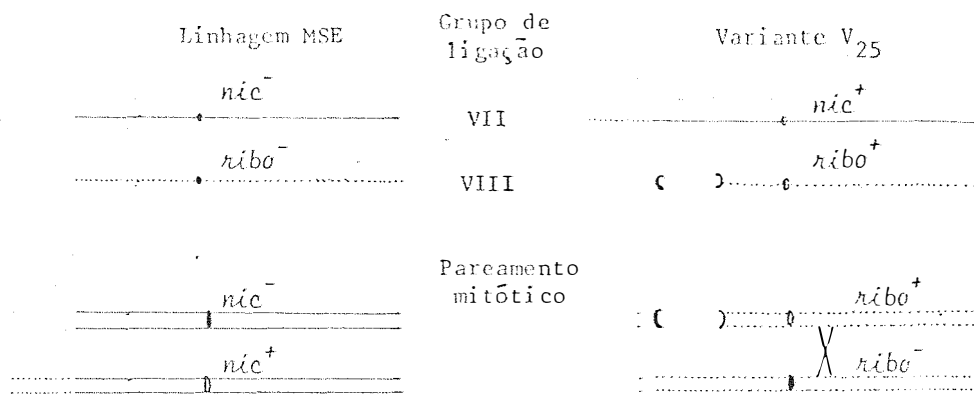 Linhagem MSE
Grupo de
ligação
Variante V25
nic-
VII
nic+
ribo-
VIII
ribo+
Pareamento
mitótico
nic-
ribo+
nic+
ribo-